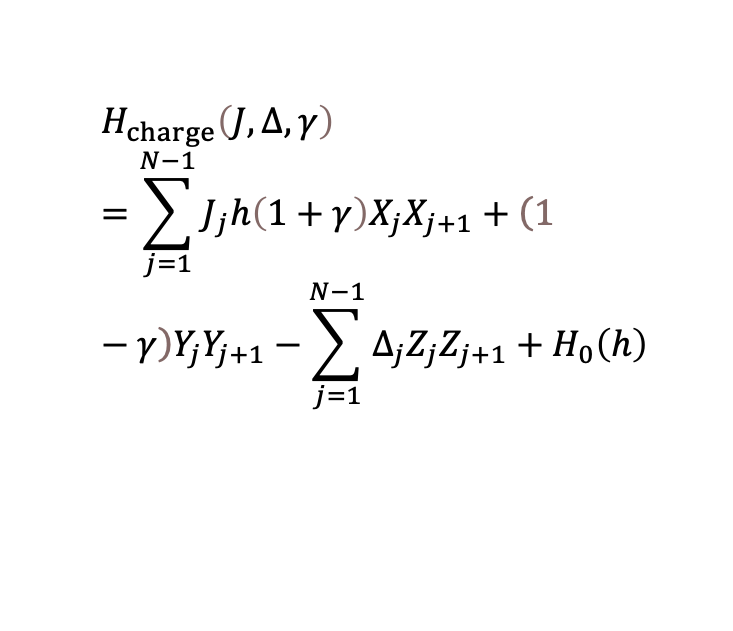 H_charge(J, Δ, γ)
= ∑_{j=1}^{N−1} J_j h(1 + γ)X_j X_{j+1} + (1
− γ)Y_j Y_{j+1} − ∑_{j=1}^{N−1} Δ_j Z_j Z_{j+1} + H_0(h)